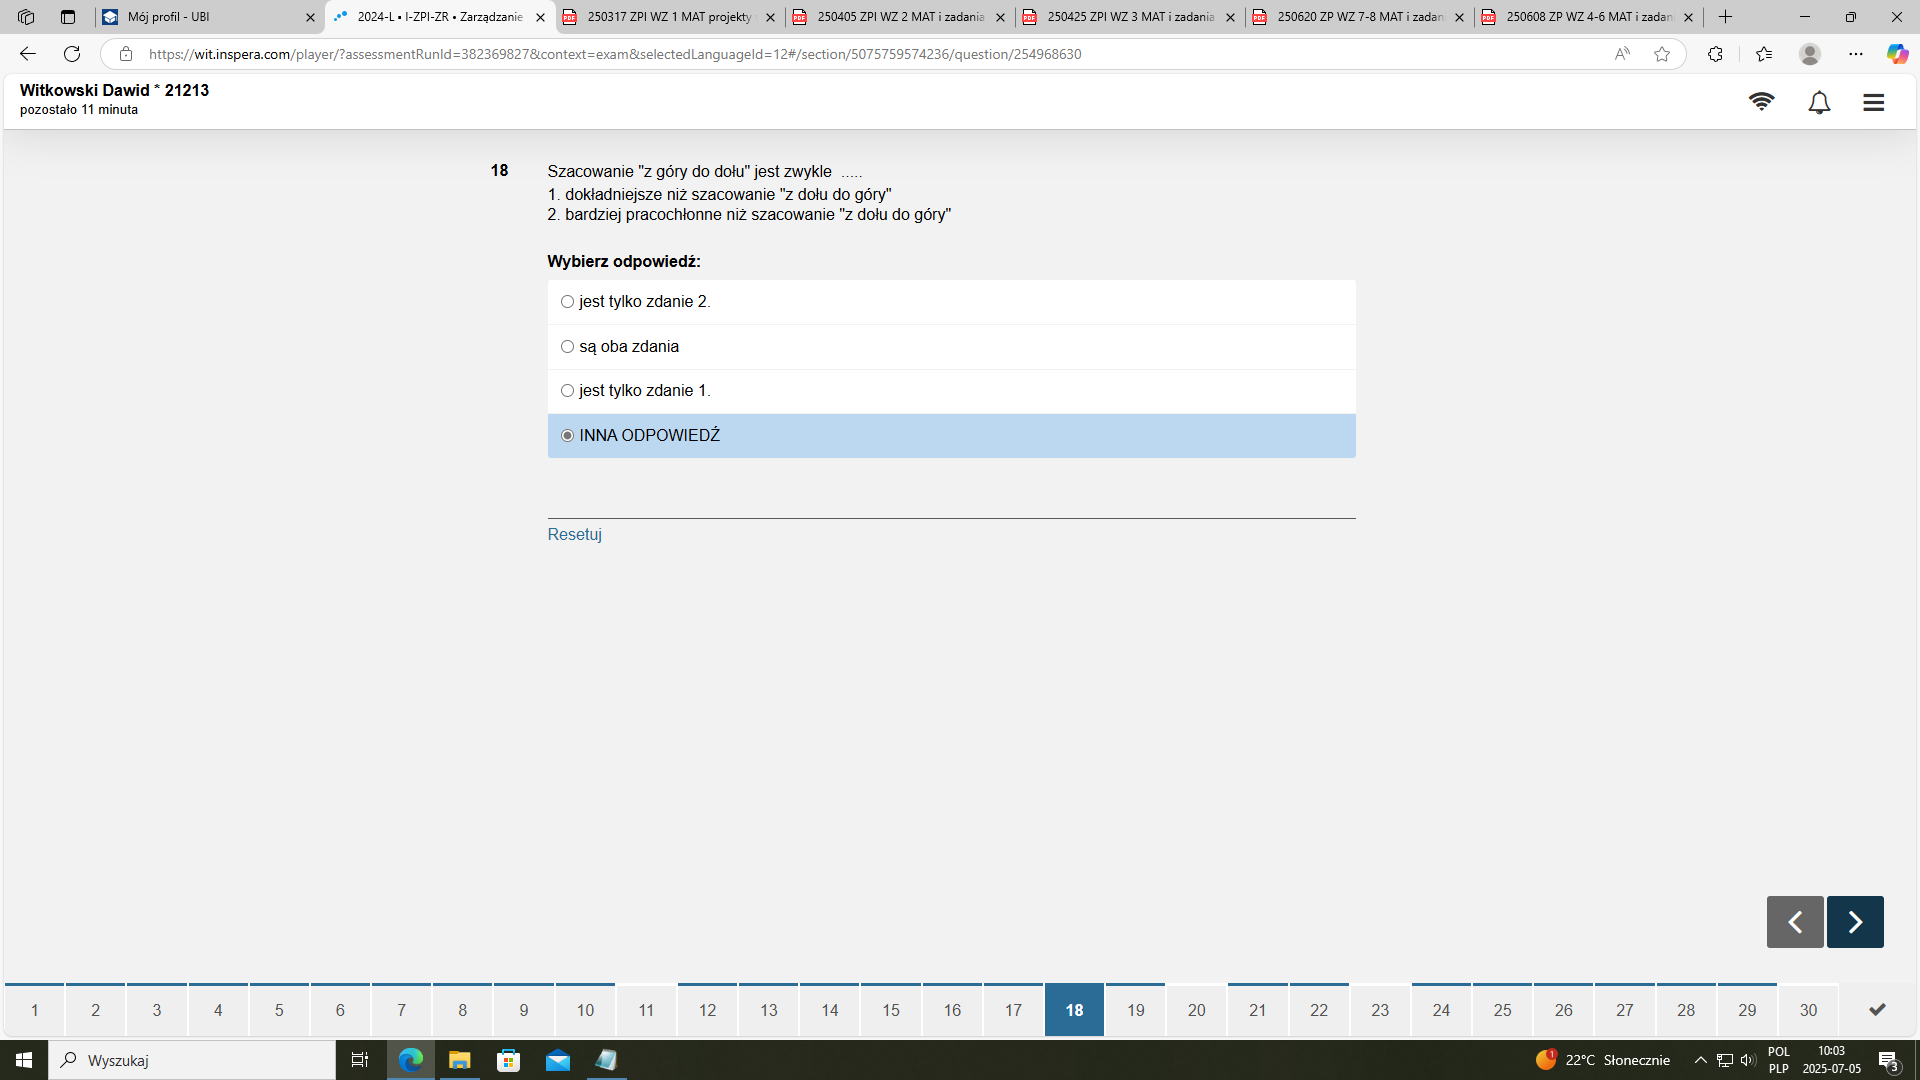 Mój profil - UBI
2024-L • I-ZPI-ZR • Zarządzanie
250317 ZPI WZ 1 MAT projekty
250405 ZPI WZ 2 MAT i zadania
250425 ZPI WZ 3 MAT i zadania
250620 ZP WZ 7-8 MAT i zadan
250608 ZP WZ 4-6 MAT i zadan
https://wit.inspera.com/player/?assessmentRunId=382369827&context=exam&selectedLanguageId=12#/section/5075759574236/question/254968630
Witkowski Dawid * 21213
pozostało 11 minuta
18
Szacowanie "z góry do dołu" jest zwykle .....
1. dokładniejsze niż szacowanie "z dołu do góry"
2. bardziej pracochłonne niż szacowanie "z dołu do góry"
Wybierz odpowiedź:
jest tylko zdanie 2.
są oba zdania
jest tylko zdanie 1.
INNA ODPOWIEDŹ
Resetuj
1 2 3 4 5 6 7 8 9 10 11 12 13 14 15 16 17 18 19 20 21 22 23 24 25 26 27 28 29 30
Wyszukaj
1
22°C Słonecznie
POL
PLP
10:03
2025-07-05
3